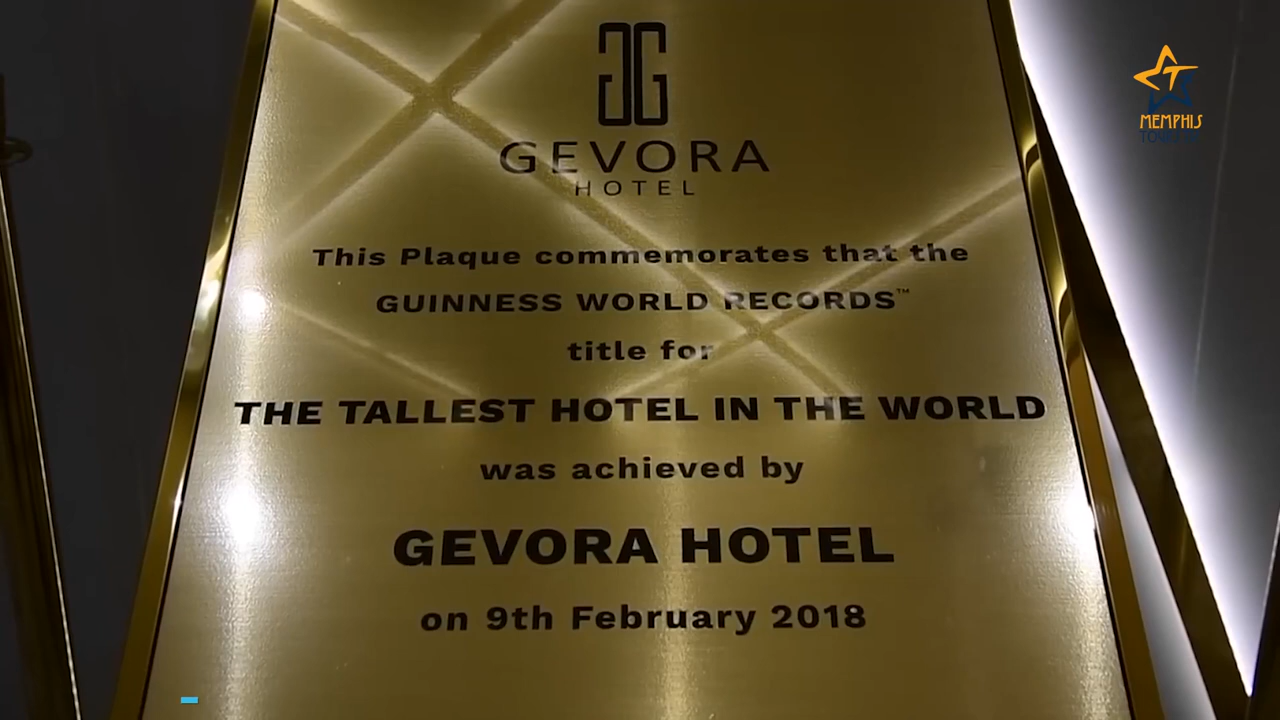 GEVORA
HOTEL
This Plaque commemorates that the
GUINNESS WORLD RECORDS™
title for
THE TALLEST HOTEL IN THE WORLD
was achieved by
GEVORA HOTEL
on 9th February 2018
MEMPHIS